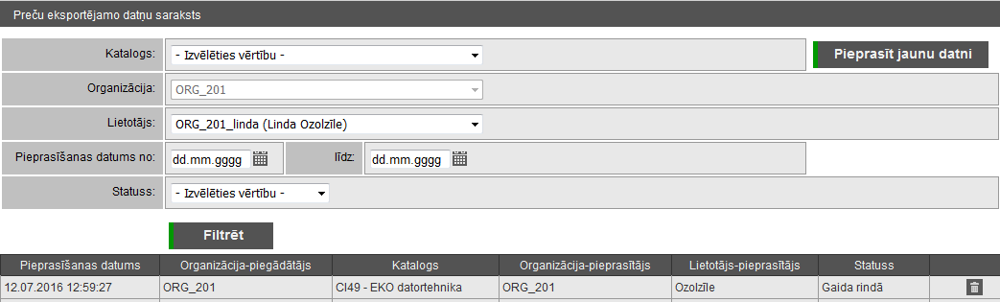 Preču eksportējamo datņu saraksts
Katalogs: - Izvēlēties vērtību - Pieprasīt jaunu datni
Organizācija: ORG_201
Lietotājs: ORG_201_linda (Linda Ozolzīle)
Pieprasīšanas datums no: dd.mm.gggg līdz: dd.mm.gggg
Statuss: - Izvēlēties vērtību -
Filtrēt
Pieprasīšanas datums Organizācija-piegādātājs Katalogs Organizācija-pieprasītājs Lietotājs-pieprasītājs Statuss
12.07.2016 12:59:27 ORG_201 CI49 - EKO datortehnika ORG_201 Ozolzīle Gaida rindā